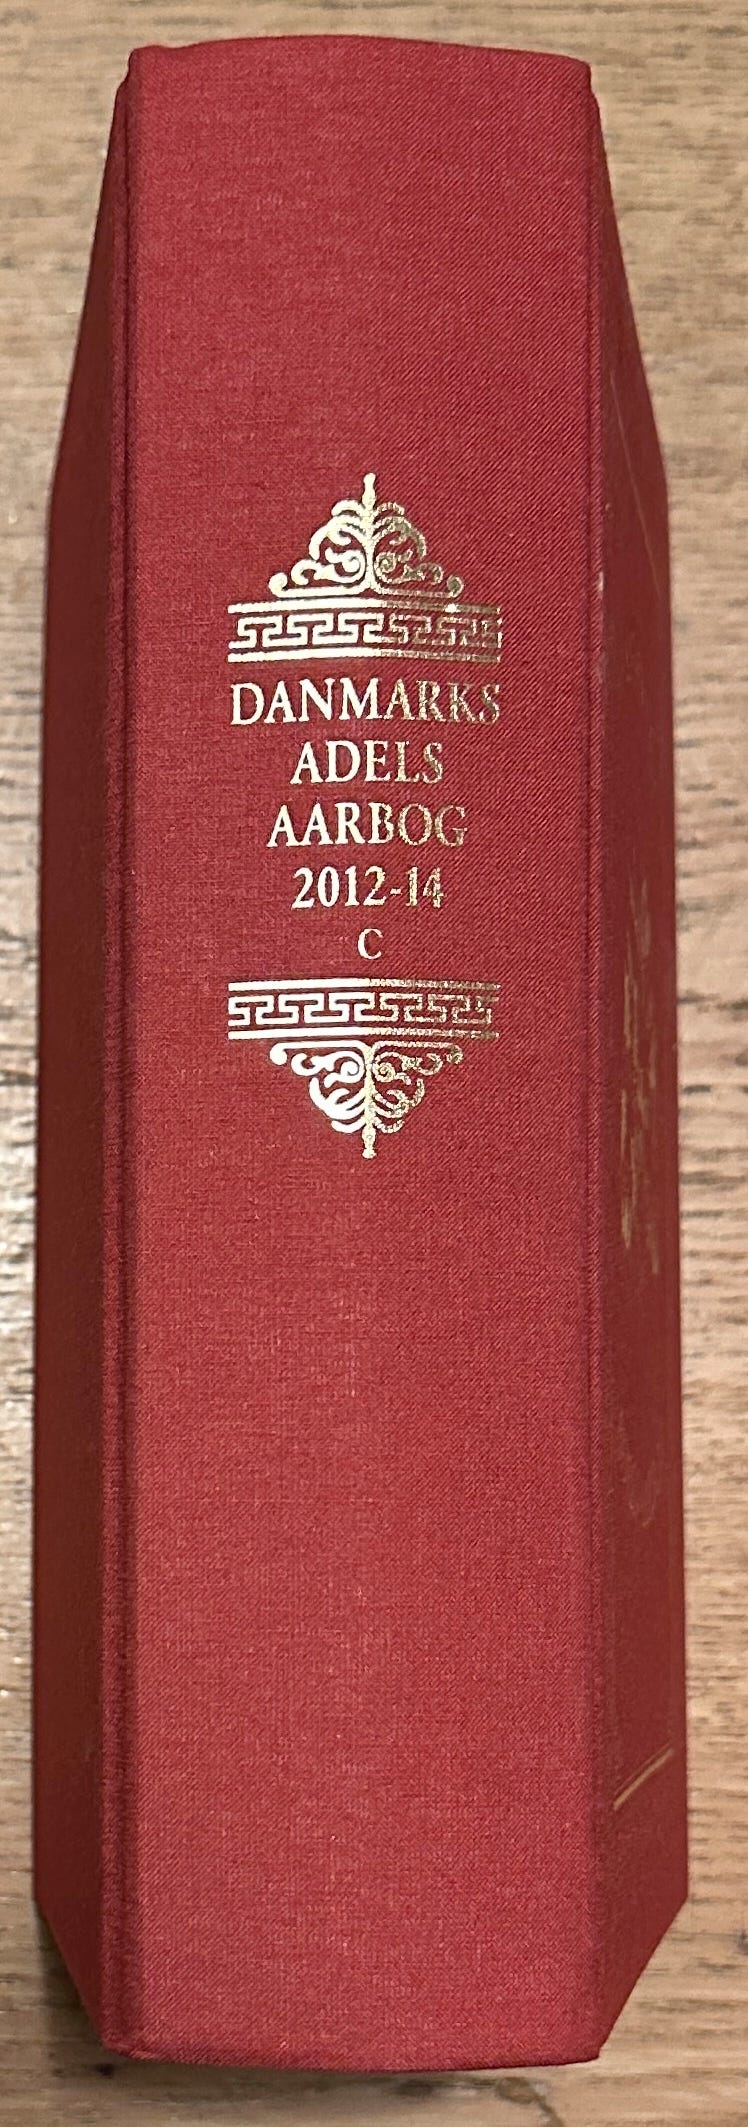 DANMARKS
ADELS
AARBOG
2012-14
C